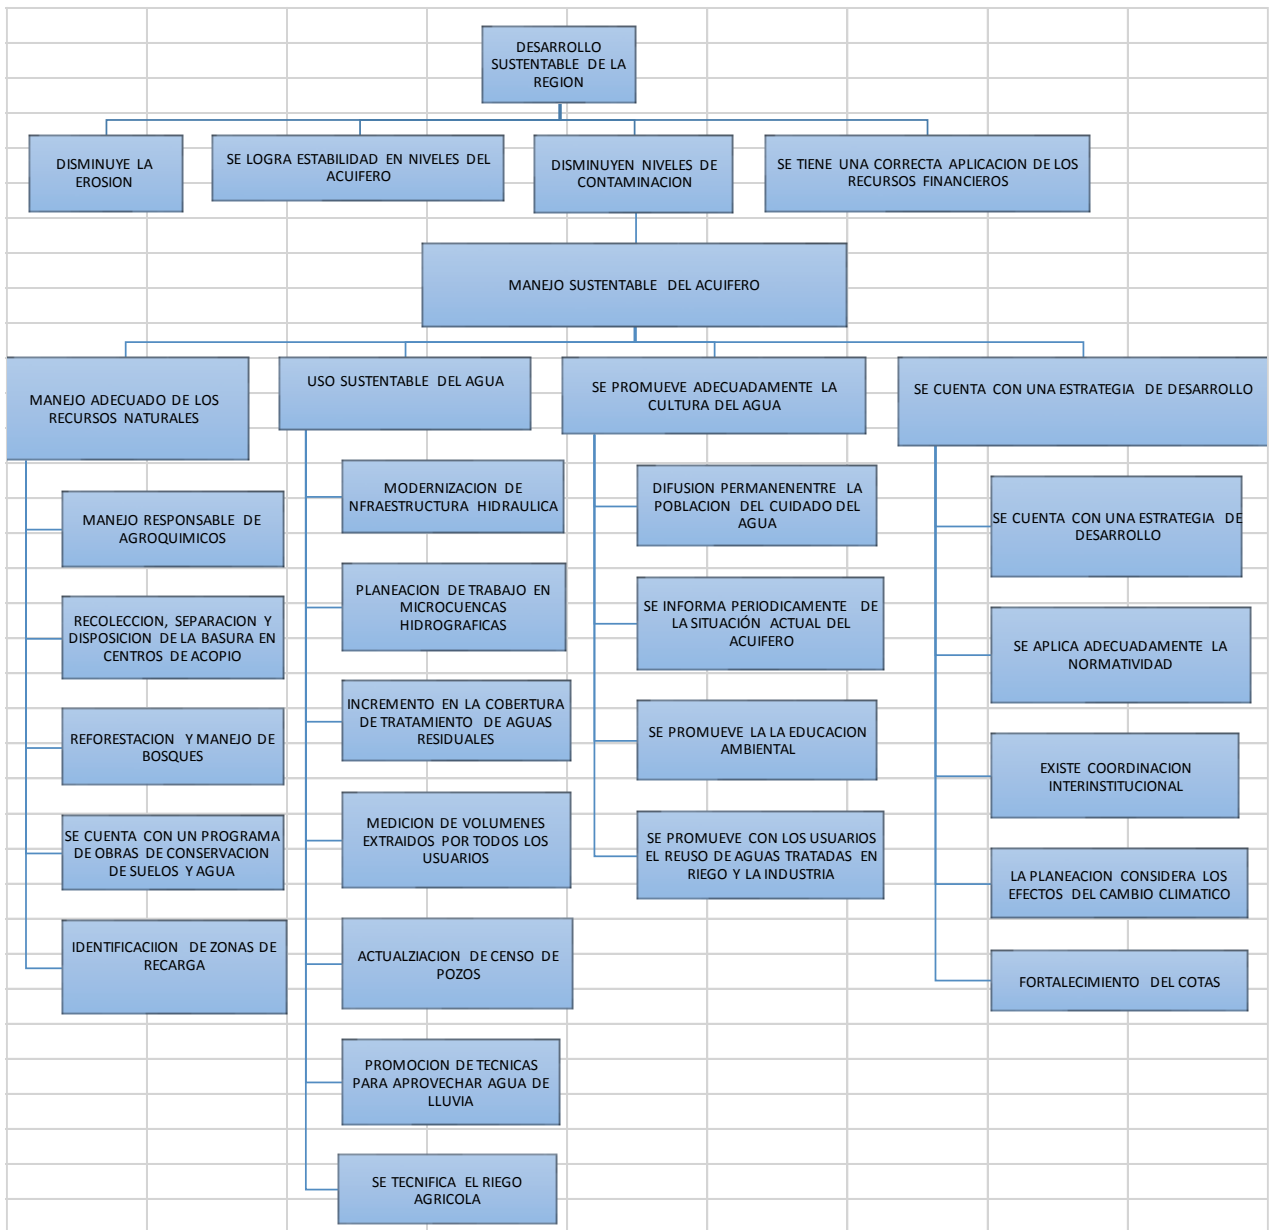 DESARROLLO
SUSTENTABLE DE LA
REGION
DISMINUYE LA
EROSION
SE LOGRA ESTABILIDAD EN NIVELES DEL
ACUIFERO
DISMINUYEN NIVELES DE
CONTAMINACION
SE TIENE UNA CORRECTA APLICACION DE LOS
RECURSOS FINANCIEROS
MANEJO SUSTENTABLE DEL ACUIFERO
MANEJO ADECUADO DE LOS
RECURSOS NATURALES
MANEJO RESPONSABLE DE
AGROQUIMICOS
RECOLECCION, SEPARACION Y
DISPOSICION DE LA BASURA EN
CENTROS DE ACOPIO
REFORESTACION Y MANEJO DE
BOSQUES
SE CUENTA CON UN PROGRAMA
DE OBRAS DE CONSERVACION
DE SUELOS Y AGUA
IDENTIFICACIION DE ZONAS DE
RECARGA
USO SUSTENTABLE DEL AGUA
MODERNIZACION DE
NFRAESTRUCTURA HIDRAULICA
PLANEACION DE TRABAJO EN
MICROCUENCAS
HIDROGRAFICAS
INCREMENTO EN LA COBERTURA
DE TRATAMIENTO DE AGUAS
RESIDUALES
MEDICION DE VOLUMENES
EXTRAIDOS POR TODOS LOS
USUARIOS
ACTUALZIACION DE CENSO DE
POZOS
PROMOCION DE TECNICAS
PARA APROVECHAR AGUA DE
LLUVIA
SE TECNIFICA EL RIEGO
AGRICOLA
SE PROMUEVE ADECUADAMENTE LA
CULTURA DEL AGUA
DIFUSION PERMANENENTRE LA
POBLACION DEL CUIDADO DEL
AGUA
SE INFORMA PERIODICAMENTE DE
LA SITUACIÓN ACTUAL DEL
ACUIFERO
SE PROMUEVE LA LA EDUCACION
AMBIENTAL
SE PROMUEVE CON LOS USUARIOS
EL REUSO DE AGUAS TRATADAS EN
RIEGO Y LA INDUSTRIA
SE CUENTA CON UNA ESTRATEGIA DE DESARROLLO
SE CUENTA CON UNA ESTRATEGIA DE
DESARROLLO
SE APLICA ADECUADAMENTE LA
NORMATIVIDAD
EXISTE COORDINACION
INTERINSTITUCIONAL
LA PLANEACION CONSIDERA LOS
EFECTOS DEL CAMBIO CLIMATICO
FORTALECIMIENTO DEL COTAS